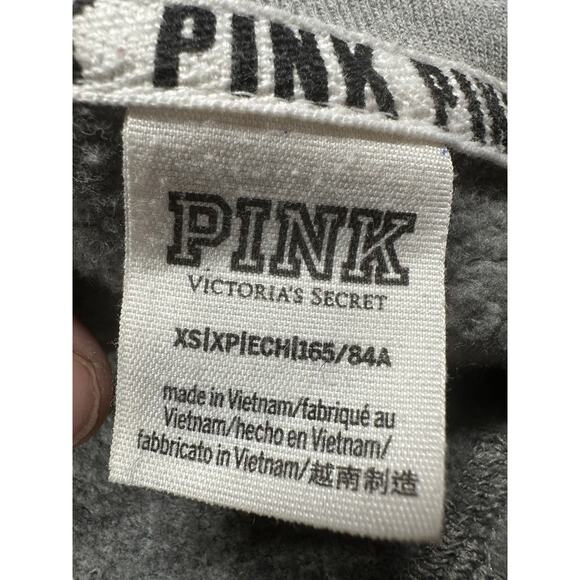 PINK PIN
PINK
VICTORIA'S SECRET
XS|XP|ECH|165/84A
made in Vietnam/fabriqué au
Vietnam/hecho en Vietnam/
fabbricato in Vietnam/越南制造